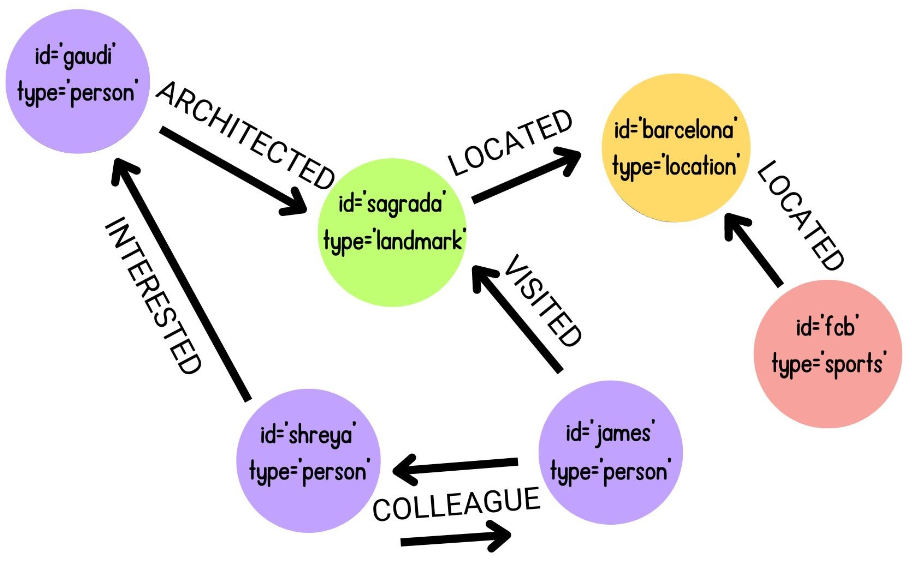 id='gaudi'
type='person'
ARCHITECTED
LOCATED
id='barcelona'
type='location'
LOCATED
id='sagrada'
type='landmark'
INTERESTED
VISITED
id='fcb'
type='sports'
id='shreya'
type='person'
id='james'
type='person'
COLLEAGUE